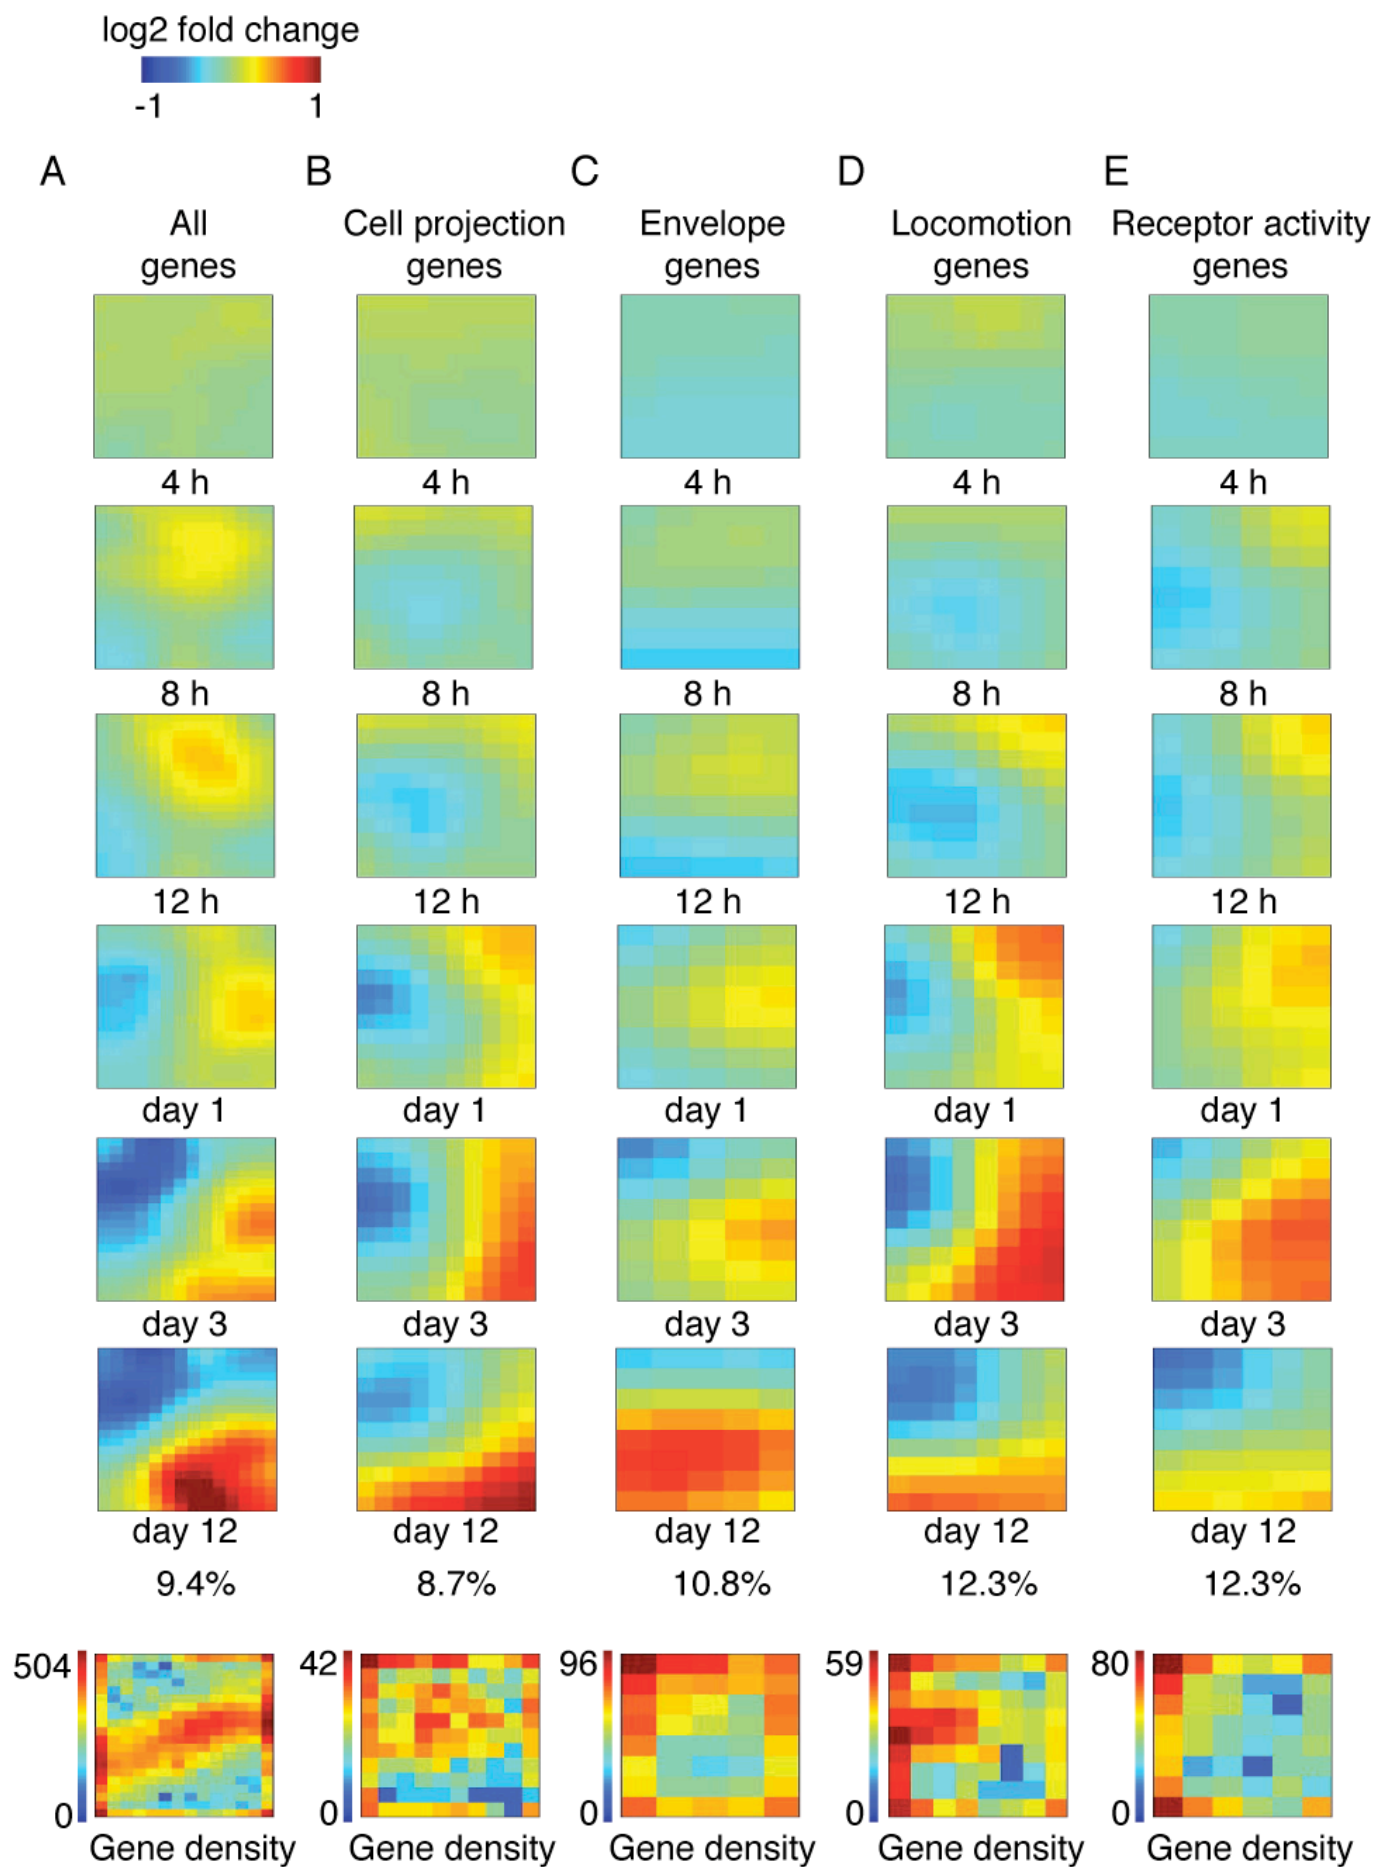 log2 fold change
-1 1
A B C D E
All Cell projection Envelope Locomotion Receptor activity
genes genes genes genes genes
4 h 4 h 4 h 4 h 4 h
8 h 8 h 8 h 8 h 8 h
12 h 12 h 12 h 12 h 12 h
day 1 day 1 day 1 day 1 day 1
day 3 day 3 day 3 day 3 day 3
day 12 day 12 day 12 day 12 day 12
9.4% 8.7% 10.8% 12.3% 12.3%
504 42 96 59 80
0 0 0 0 0
Gene density Gene density Gene density Gene density Gene density